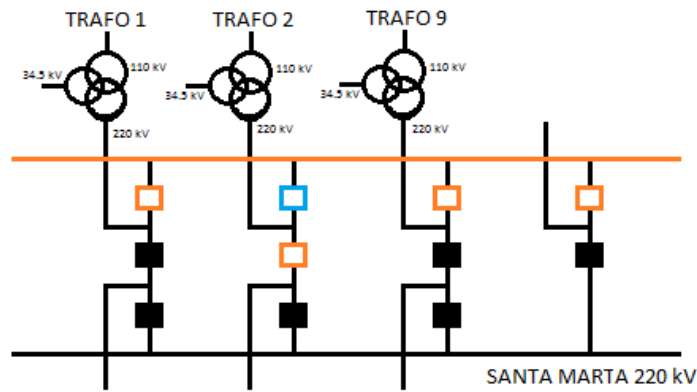 TRAFO 1
TRAFO 2
TRAFO 9
34.5 kV
110 kV
34.5 kV
110 kV
34.5 kV
110 kV
220 kV
220 kV
220 kV
SANTA MARTA 220 kV